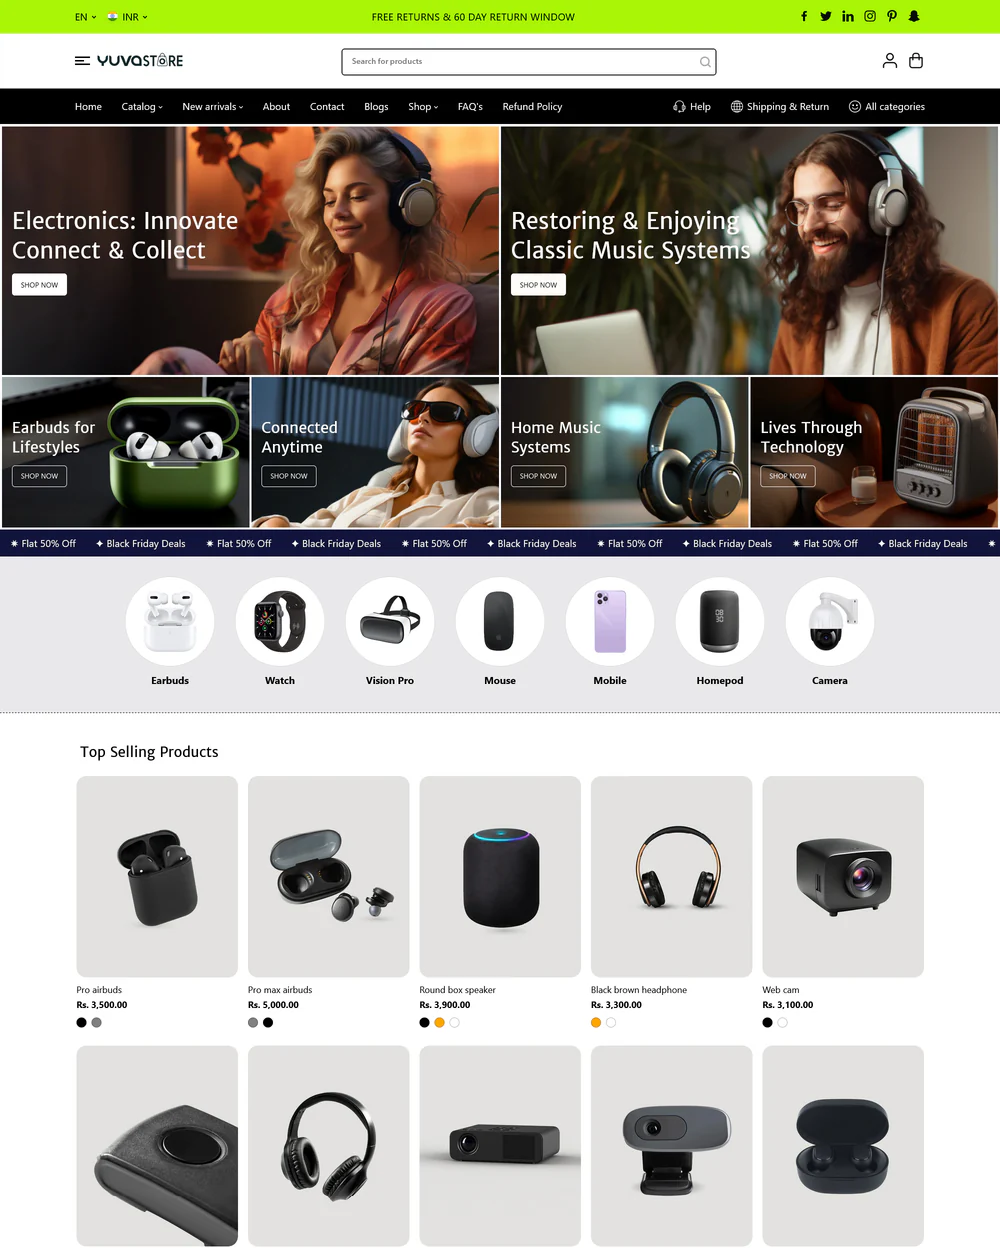 EN INR FREE RETURNS & 60 DAY RETURN WINDOW
YUVASTORE
Search for products
Home Catalog New arrivals About Contact Blogs Shop FAQ's Refund Policy Help Shipping & Return All categories
Electronics: Innovate
Connect & Collect
SHOP NOW
Restoring & Enjoying
Classic Music Systems
SHOP NOW
Earbuds for
Lifestyles
SHOP NOW
Connected
Anytime
SHOP NOW
Home Music
Systems
SHOP NOW
Lives Through
Technology
SHOP NOW
✷ Flat 50% Off ✦ Black Friday Deals ✷ Flat 50% Off ✦ Black Friday Deals ✷ Flat 50% Off ✦ Black Friday Deals ✷ Flat 50% Off ✦ Black Friday Deals ✷ Flat 50% Off ✦ Black Friday Deals ✷
Earbuds Watch Vision Pro Mouse Mobile Homepod Camera
Top Selling Products
Pro airbuds
Rs. 3,500.00
Pro max airbuds
Rs. 5,000.00
Round box speaker
Rs. 3,900.00
Black brown headphone
Rs. 3,300.00
Web cam
Rs. 3,100.00